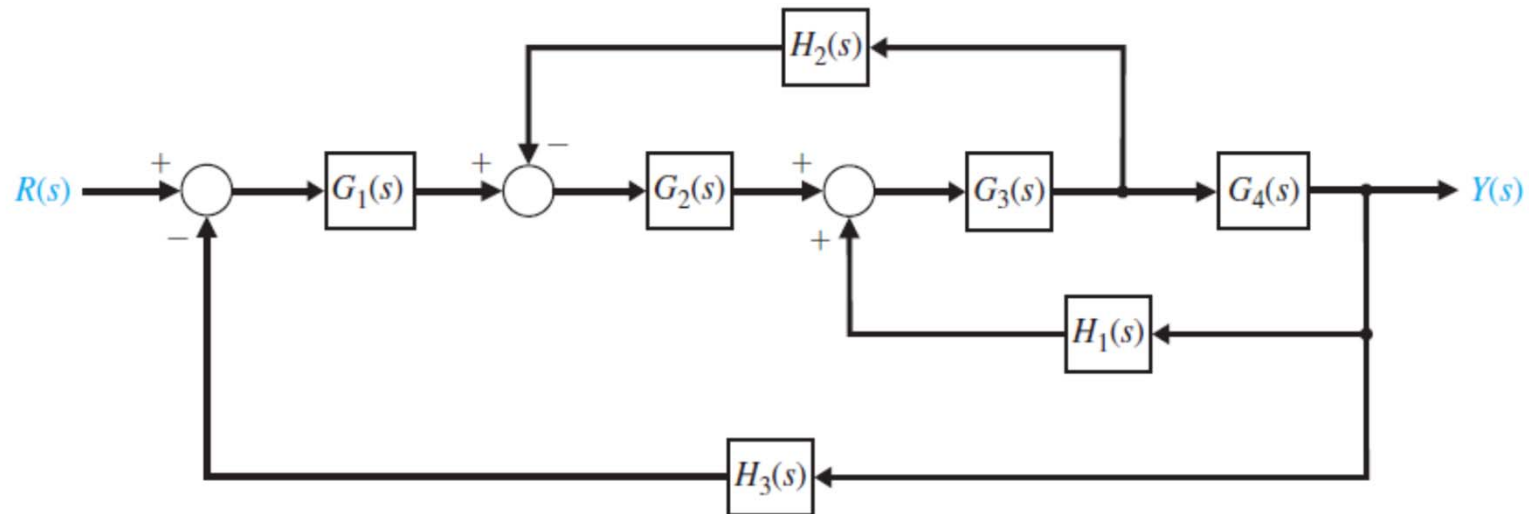 H₂(s)
R(s) + − G₁(s) + − G₂(s) + + G₃(s) G₄(s) Y(s)
H₁(s)
H₃(s)